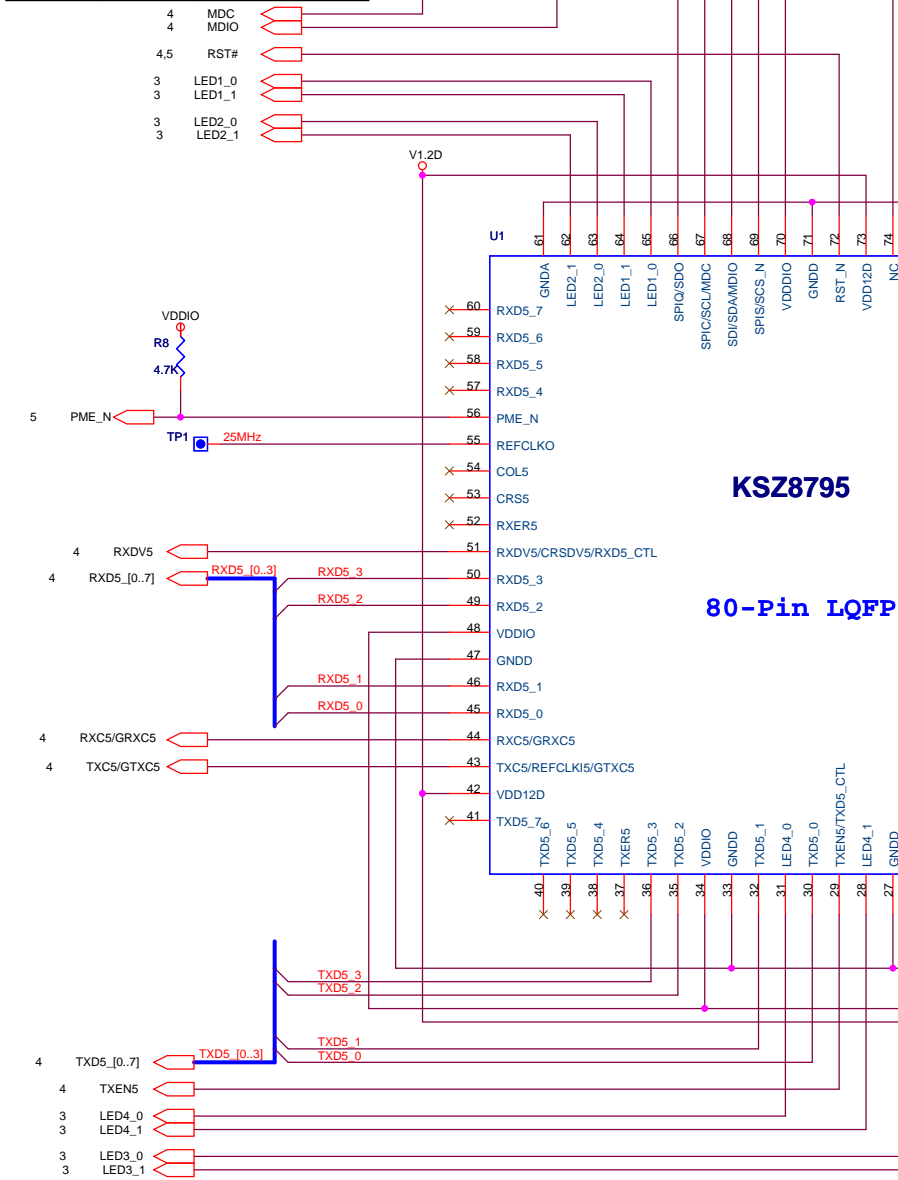 4 MDC
4 MDIO
4,5 RST#
3 LED1_0
3 LED1_1
3 LED2_0
3 LED2_1
V1.2D
U1
61 62 63 64 65 66 67 68 69 70 71 72 73 74
GNDA LED2_1 LED2_0 LED1_1 LED1_0 SPIQ/SDO SPIC/SCL/MDC SDI/SDA/MDIO SPIS/SCS_N VDDDIO GNDD RST_N VDD12D NC
60 RXD5_7
VDDIO
59 RXD5_6
R8
58 RXD5_5
4.7K
57 RXD5_4
5 PME_N 56 PME_N
TP1 25MHz 55 REFCLKO
54 COL5
KSZ8795
53 CRS5
52 RXER5
4 RXDV5 51 RXDV5/CRSDV5/RXD5_CTL
4 RXD5_[0..7] RXD5_[0..3] RXD5_3 50 RXD5_3
RXD5_2 49 RXD5_2
80-Pin LQFP
48 VDDIO
47 GNDD
RXD5_1 46 RXD5_1
RXD5_0 45 RXD5_0
4 RXC5/GRXC5 44 RXC5/GRXC5
4 TXC5/GTXC5 43 TXC5/REFCLKI5/GTXC5
42 VDD12D
41 TXD5_7
TXD5_6 TXD5_5 TXD5_4 TXER5 TXD5_3 TXD5_2 VDDIO GNDD TXD5_1 LED4_0 TXD5_0 TXEN5/TXD5_CTL LED4_1 GNDD
40 39 38 37 36 35 34 33 32 31 30 29 28 27
TXD5_3
TXD5_2
TXD5_1
4 TXD5_[0..7] TXD5_[0..3] TXD5_0
4 TXEN5
3 LED4_0
3 LED4_1
3 LED3_0
3 LED3_1